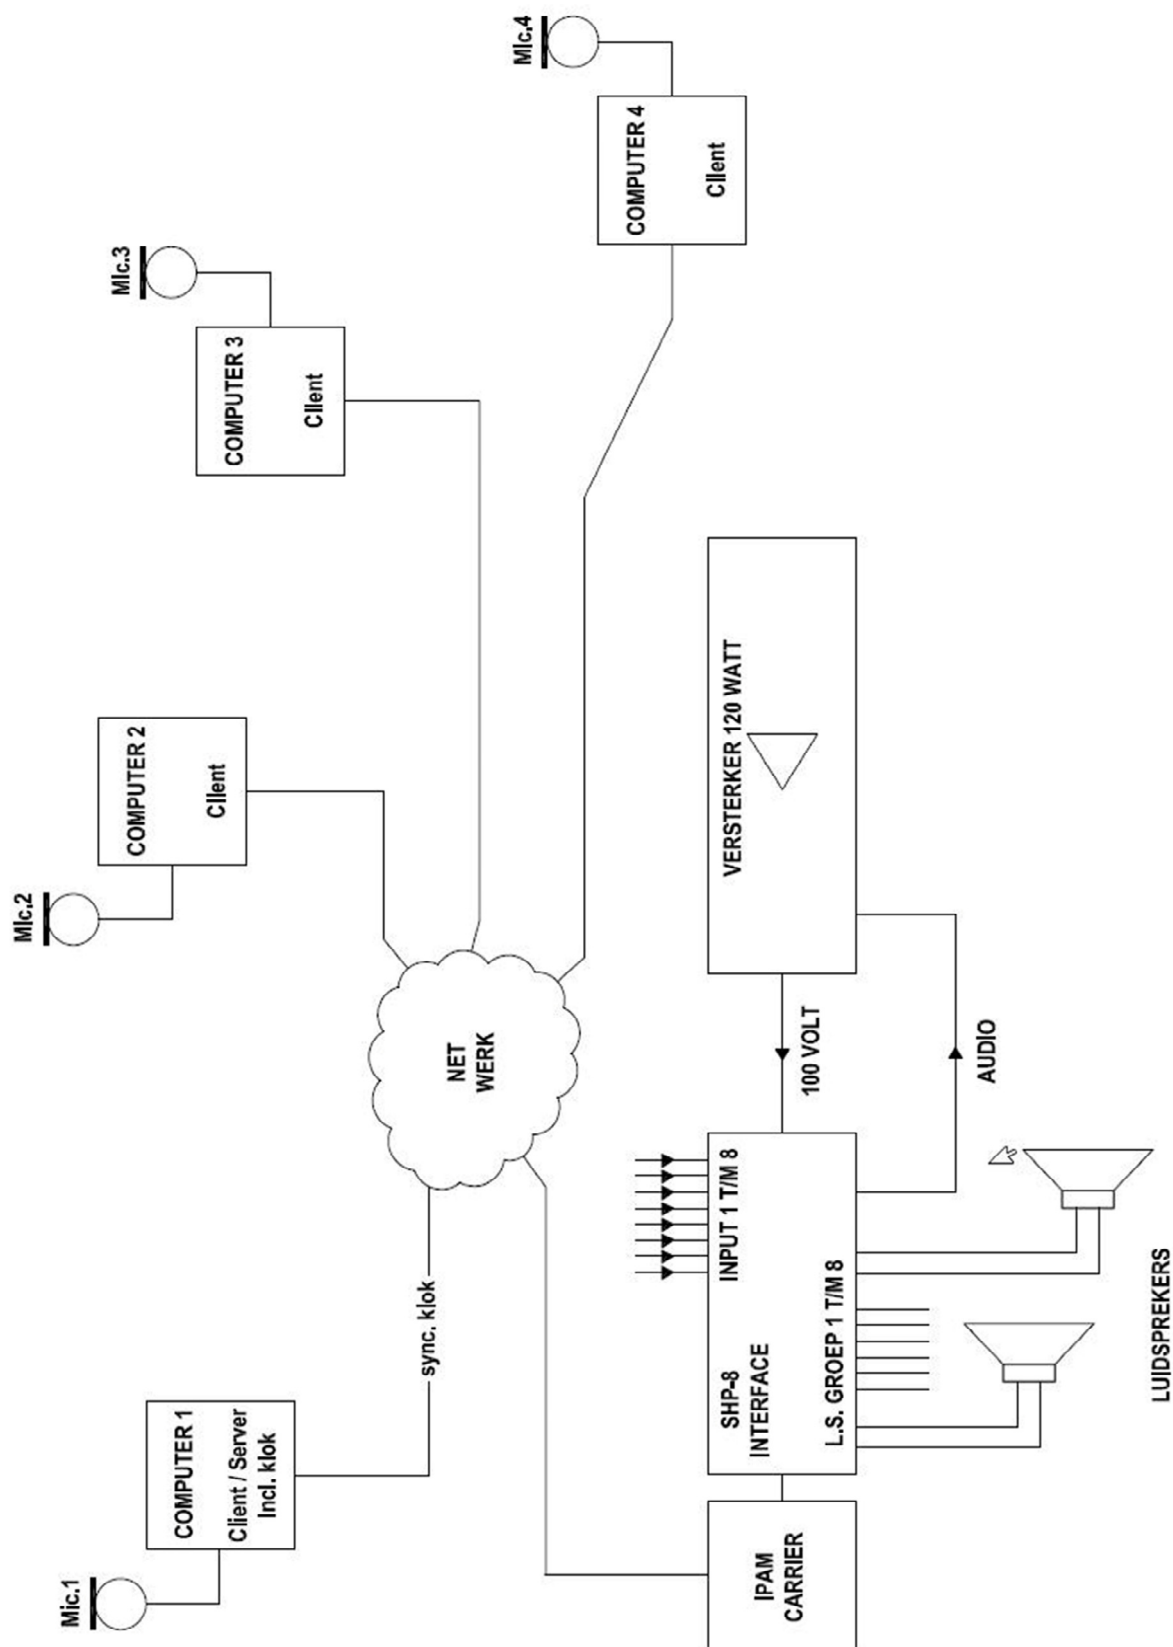 Mic.1
COMPUTER 1
Client / Server
Incl. klok
sync. klok
Mic.2
COMPUTER 2
Client
Mic.3
COMPUTER 3
Client
Mic.4
COMPUTER 4
Client
NET
WERK
IPAM
CARRIER
SHP-8
INTERFACE
INPUT 1 T/M 8
L.S. GROEP 1 T/M 8
100 VOLT
AUDIO
VERSTERKER 120 WATT
LUIDSPREKERS